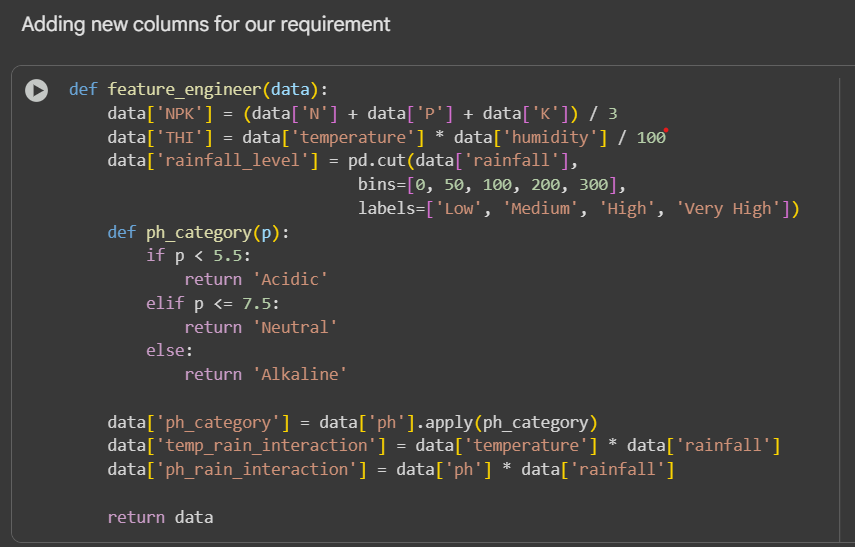 Adding new columns for our requirement
def feature_engineer(data):
    data['NPK'] = (data['N'] + data['P'] + data['K']) / 3
    data['THI'] = data['temperature'] * data['humidity'] / 100
    data['rainfall_level'] = pd.cut(data['rainfall'],
                              bins=[0, 50, 100, 200, 300],
                              labels=['Low', 'Medium', 'High', 'Very High'])
    def ph_category(p):
        if p < 5.5:
            return 'Acidic'
        elif p <= 7.5:
            return 'Neutral'
        else:
            return 'Alkaline'

    data['ph_category'] = data['ph'].apply(ph_category)
    data['temp_rain_interaction'] = data['temperature'] * data['rainfall']
    data['ph_rain_interaction'] = data['ph'] * data['rainfall']

    return data